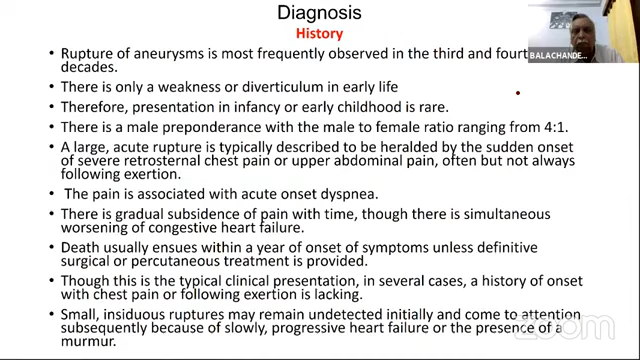 Diagnosis
History
• Rupture of aneurysms is most frequently observed in the third and fourt
decades.
• There is only a weakness or diverticulum in early life
• Therefore, presentation in infancy or early childhood is rare.
• There is a male preponderance with the male to female ratio ranging from 4:1.
• A large, acute rupture is typically described to be heralded by the sudden onset
of severe retrosternal chest pain or upper abdominal pain, often but not always
following exertion.
• The pain is associated with acute onset dyspnea.
• There is gradual subsidence of pain with time, though there is simultaneous
worsening of congestive heart failure.
• Death usually ensues within a year of onset of symptoms unless definitive
surgical or percutaneous treatment is provided.
• Though this is the typical clinical presentation, in several cases, a history of onset
with chest pain or following exertion is lacking.
• Small, insiduous ruptures may remain undetected initially and come to attention
subsequently because of slowly, progressive heart failure or the presence of a
murmur.
BALACHANDE...
zoom